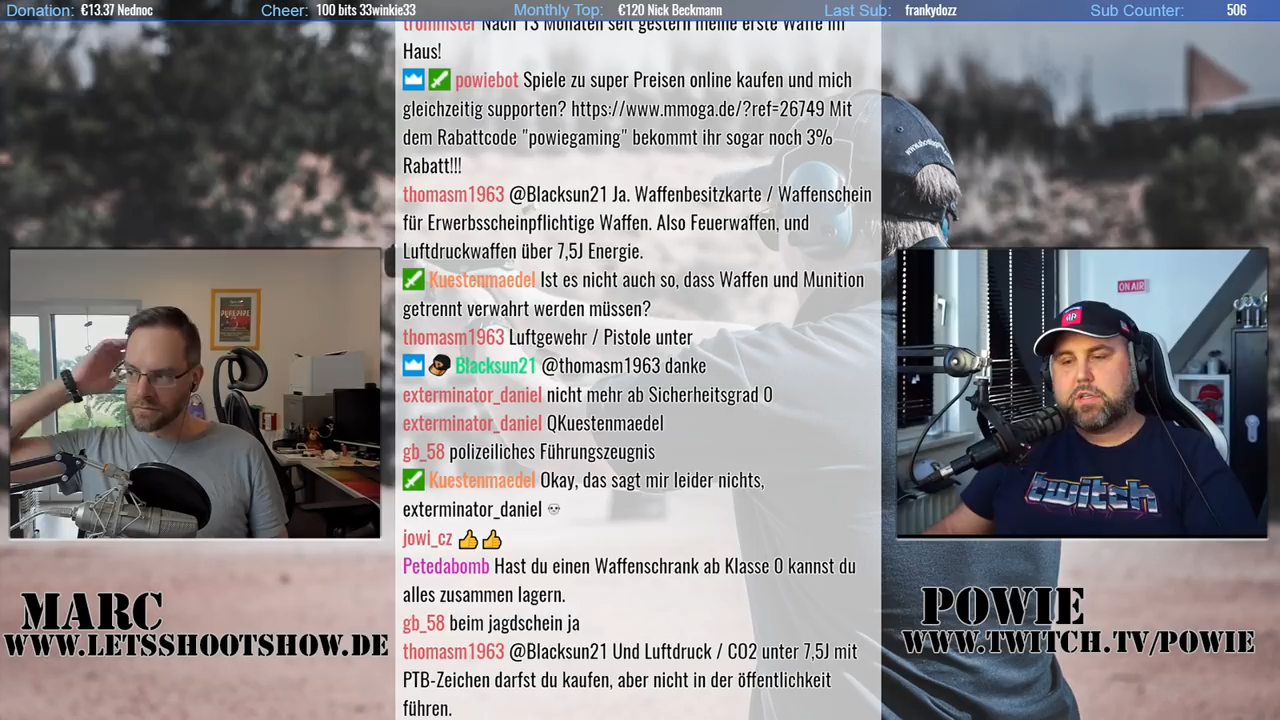 Donation: €13.37 Nednoc Cheer: 100 bits 33winkie33 Monthly Top: €120 Nick Beckmann Last Sub: frankydozz Sub Counter: 506
Nach 13 Monaten seit gestern meine erste Waffe im
Haus!
powiebot Spiele zu super Preisen online kaufen und mich
gleichzeitig supporten? https://www.mmoga.de/?ref=26749 Mit
dem Rabattcode "powiegaming" bekommt ihr sogar noch 3%
Rabatt!!!
thomasm1963 @Blacksun21 Ja. Waffenbesitzkarte / Waffenschein
für Erwerbsscheinpflichtige Waffen. Also Feuerwaffen, und
Luftdruckwaffen über 7,5J Energie.
Kuestenmaedel Ist es nicht auch so, dass Waffen und Munition
getrennt verwahrt werden müssen?
thomasm1963 Luftgewehr / Pistole unter
Blacksun21 @thomasm1963 danke
exterminator_daniel nicht mehr ab Sicherheitsgrad 0
exterminator_daniel QKuestenmaedel
gb_58 polizeiliches Führungszeugnis
Kuestenmaedel Okay, das sagt mir leider nichts,
exterminator_daniel
jowi_cz 👍👍
Petedabomb Hast du einen Waffenschrank ab Klasse 0 kannst du
alles zusammen lagern.
gb_58 beim jagdschein ja
thomasm1963 @Blacksun21 Und Luftdruck / CO2 unter 7,5J mit
PTB-Zeichen darfst du kaufen, aber nicht in der öffentlichkeit
führen.
MARC
WWW.LETSSHOOTSHOW.DE
ON AIR
twitch
POWIE
WWW.TWITCH.TV/POWIE